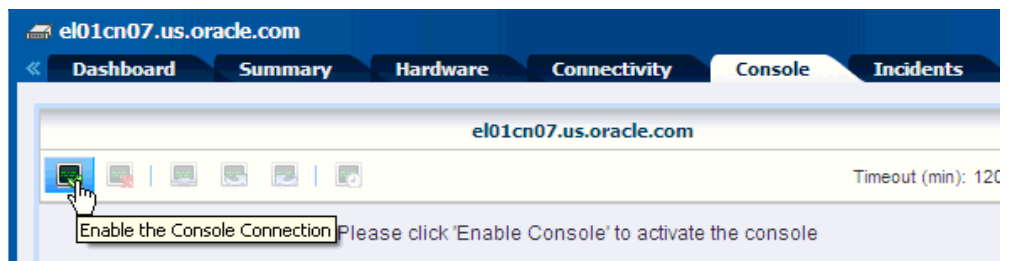 el01cn07.us.oracle.com
« Dashboard Summary Hardware Connectivity Console Incidents
el01cn07.us.oracle.com
Timeout (min): 120
Enable the Console Connection Please click 'Enable Console' to activate the console